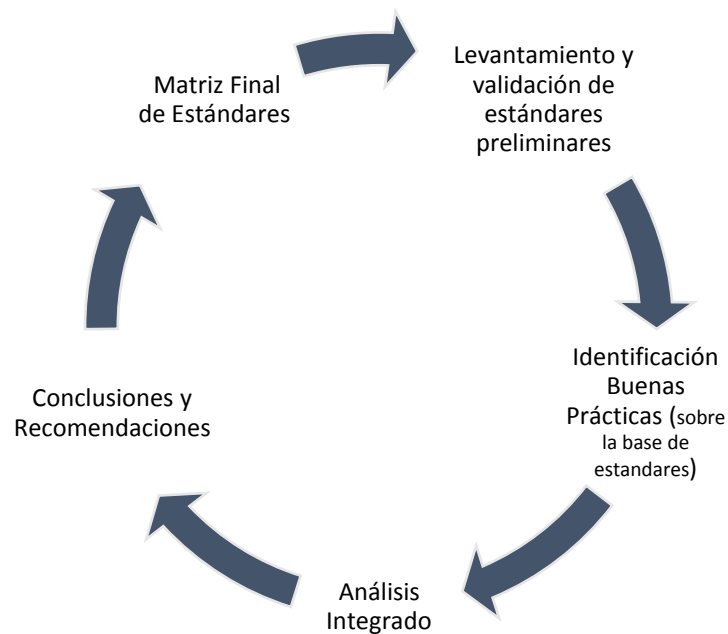 Matriz Final
de Estándares
Levantamiento y
validación de
estándares
preliminares
Identificación
Buenas
Prácticas (sobre
la base de
estandares)
Análisis
Integrado
Conclusiones y
Recomendaciones